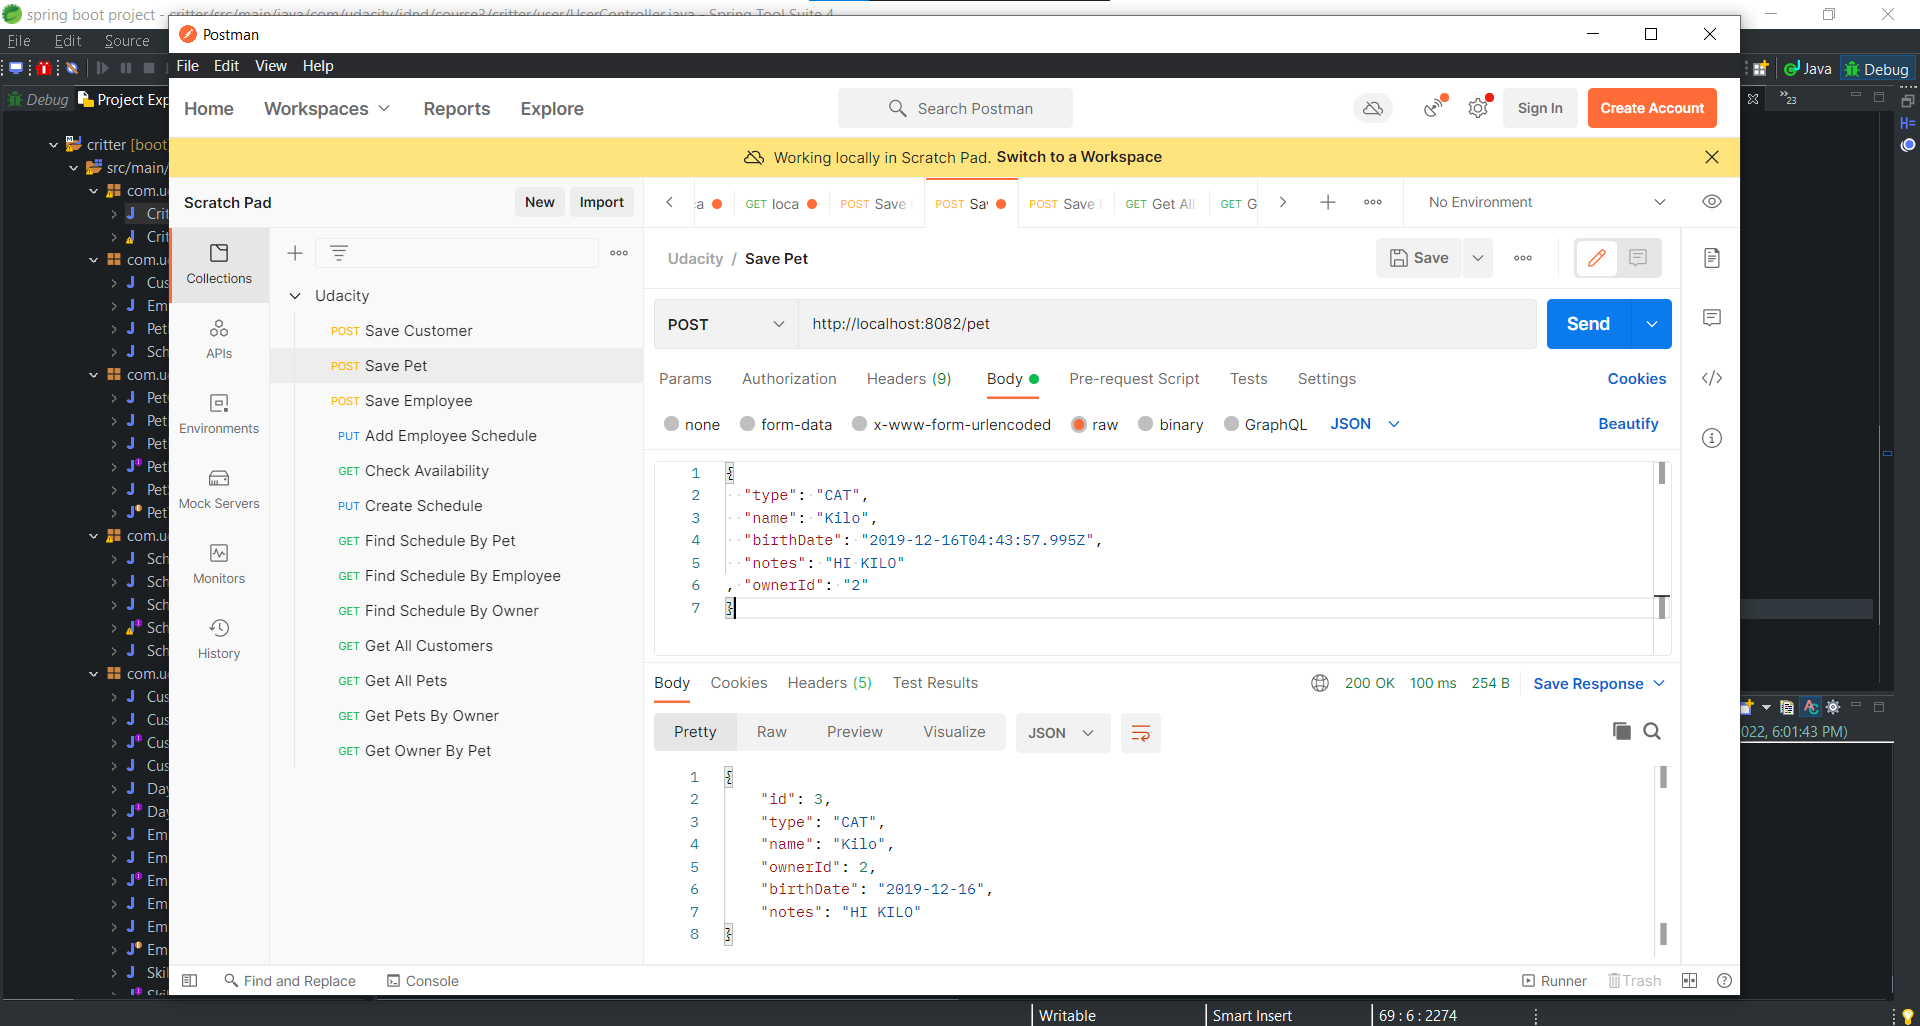 spring boot project - critter/src/main/java/com/udacity/jdnd/course3/critter/user/UserController.java - Spring Tool Suite 4
File Edit Source
Postman
File Edit View Help
Java Debug
Home Workspaces Reports Explore Search Postman Sign In Create Account
Debug Project Exp
23
Working locally in Scratch Pad. Switch to a Workspace
Scratch Pad New Import
GET loca POST Save POST Sav POST Save GET Get All GET G No Environment
critter [boot
src/main/
com.u
Crit
Crit
com.u
Cus
Em
Pet
Sch
com.u
Pet
Pet
Pet
Pet
Pet
Pet
com.u
Sch
Sch
Sch
Sch
Sch
com.u
Cus
Cus
Cus
Cus
Day
Day
Em
Em
Em
Em
Em
Em
Skil
Skil
Collections
APIs
Environments
Mock Servers
Monitors
History
Udacity
POST Save Customer
POST Save Pet
POST Save Employee
PUT Add Employee Schedule
GET Check Availability
PUT Create Schedule
GET Find Schedule By Pet
GET Find Schedule By Employee
GET Find Schedule By Owner
GET Get All Customers
GET Get All Pets
GET Get Pets By Owner
GET Get Owner By Pet
Udacity / Save Pet Save
POST http://localhost:8082/pet Send
Params Authorization Headers (9) Body Pre-request Script Tests Settings Cookies
none form-data x-www-form-urlencoded raw binary GraphQL JSON Beautify
1 {
2 "type": "CAT",
3 "name": "Kilo",
4 "birthDate": "2019-12-16T04:43:57.995Z",
5 "notes": "HI KILO"
6 , "ownerId": "2"
7 }
Body Cookies Headers (5) Test Results 200 OK 100 ms 254 B Save Response
Pretty Raw Preview Visualize JSON
1 {
2 "id": 3,
3 "type": "CAT",
4 "name": "Kilo",
5 "ownerId": 2,
6 "birthDate": "2019-12-16",
7 "notes": "HI KILO"
8 }
022, 6:01:43 PM)
Find and Replace Console Runner Trash
Writable Smart Insert 69 : 6 : 2274